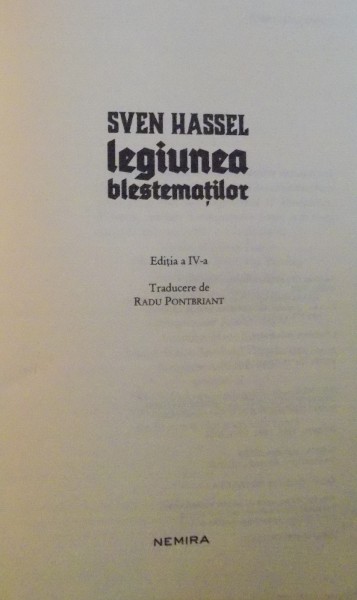 SVEN HASSEL
legiunea
blestemaților
Ediția a IV-a
Traducere de
RADU PONTBRIANT
NEMIRA